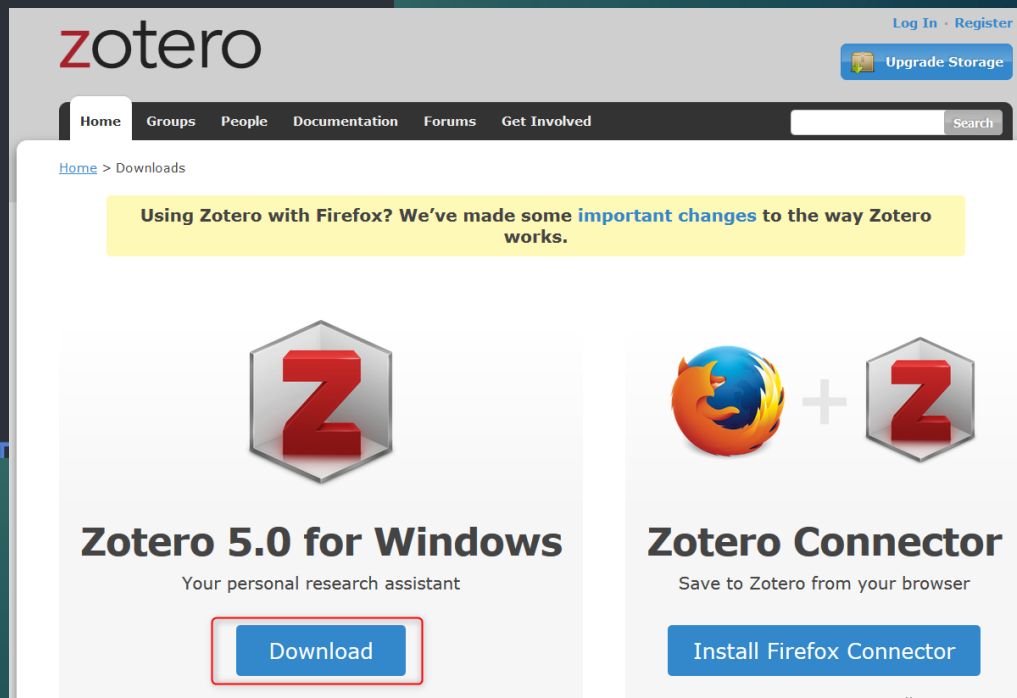 zotero
Log In · Register
Upgrade Storage
Home Groups People Documentation Forums Get Involved
Search
Home > Downloads
Using Zotero with Firefox? We’ve made some important changes to the way Zotero
works.
Z
Z
Zotero 5.0 for Windows
Your personal research assistant
Download
Zotero Connector
Save to Zotero from your browser
Install Firefox Connector